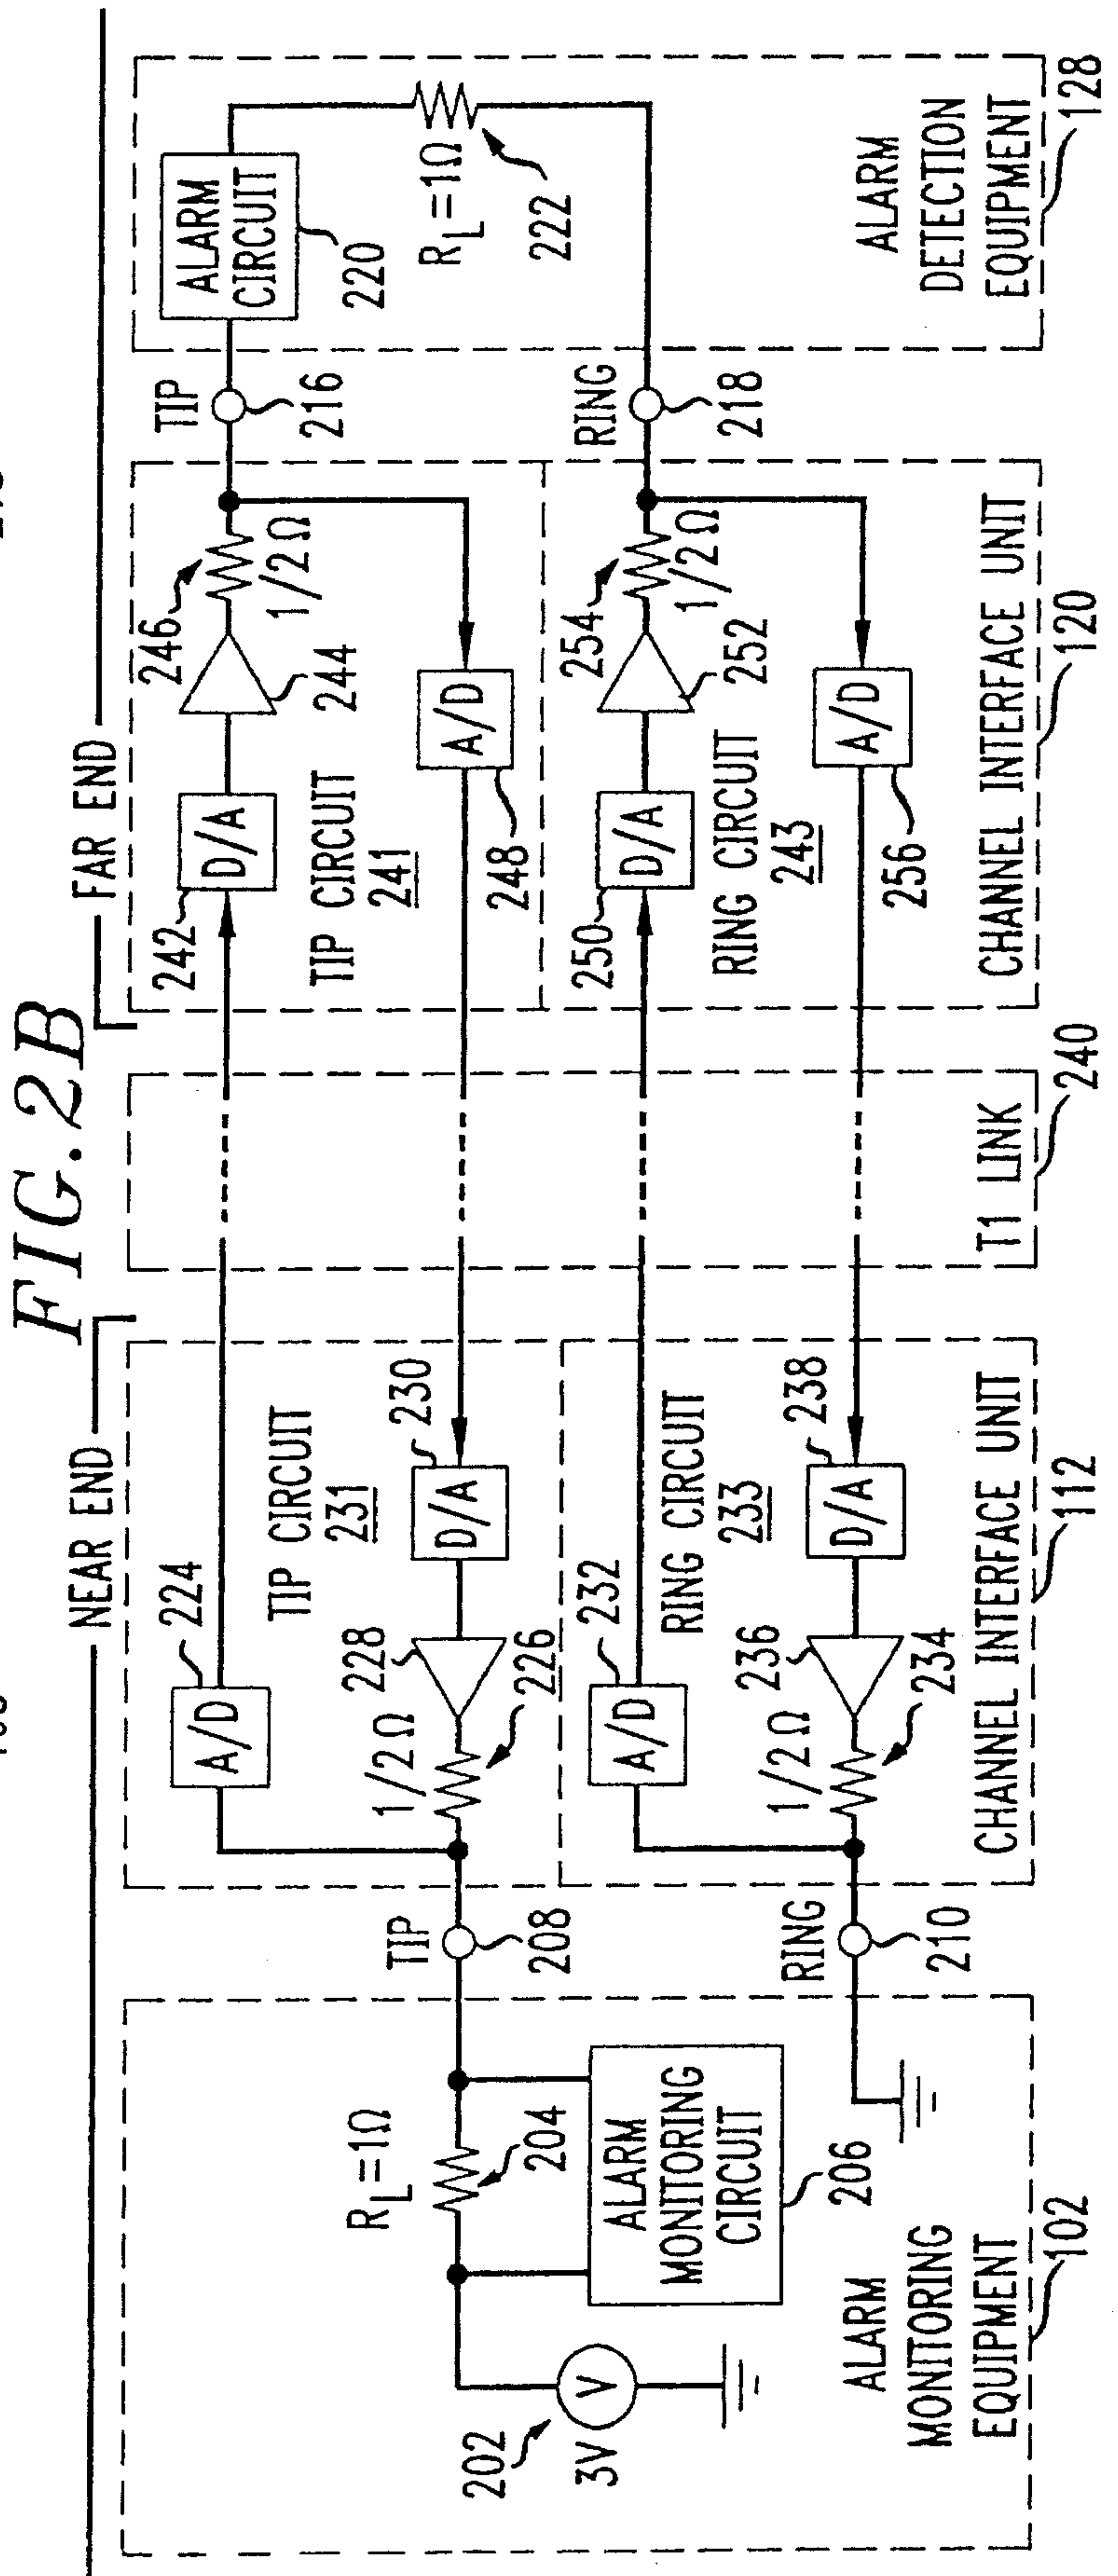 FIG. 2B
NEAR END
FAR END
202
3V
V
R_L=1Ω
204
ALARM
MONITORING
CIRCUIT
206
ALARM
MONITORING
EQUIPMENT
102
TIP
208
RING
210
A/D
224
TIP CIRCUIT
231
1/2Ω
226
228
D/A
230
A/D
232
RING CIRCUIT
233
1/2Ω
234
236
D/A
238
CHANNEL INTERFACE UNIT
112
T1 LINK
240
242
D/A
244
246
1/2Ω
TIP CIRCUIT
241
A/D
248
250
D/A
252
254
1/2Ω
RING CIRCUIT
243
A/D
256
CHANNEL INTERFACE UNIT
120
TIP
216
RING
218
ALARM
CIRCUIT
220
R_L=1Ω
222
ALARM
DETECTION
EQUIPMENT
128